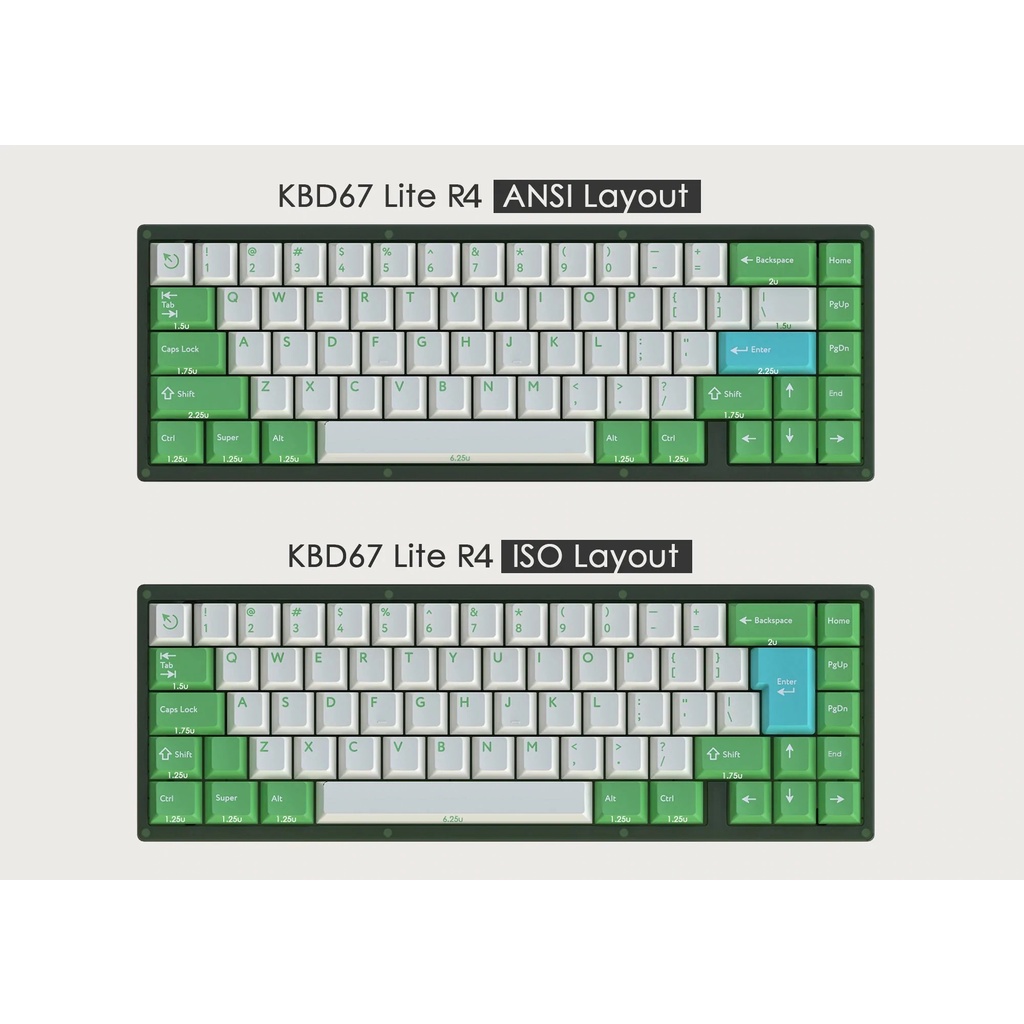 KBD67 Lite R4 ANSI Layout
! @ # $ % ^ & * ( ) — +
1 2 3 4 5 6 7 8 9 0 - = Backspace Home
2u
Tab Q W E R T Y U I O P { } | PgUp
[ ] \
1.5u 1.5u
Caps Lock A S D F G H J K L : " Enter PgDn
; '
1.75u 2.25u
Shift Z X C V B N M < > ? Shift End
, . /
2.25u 1.75u
Ctrl Super Alt Alt Ctrl
1.25u 1.25u 1.25u 6.25u 1.25u 1.25u
KBD67 Lite R4 ISO Layout
! @ # $ % ^ & * ( ) — +
1 2 3 4 5 6 7 8 9 0 - = Backspace Home
2u
Tab Q W E R T Y U I O P { } Enter PgUp
[ ]
1.5u
Caps Lock A S D F G H J K L : " | PgDn
; ' \
1.75u
Shift Z X C V B N M < > ? Shift End
, . /
1.25u 1.75u
Ctrl Super Alt Alt Ctrl
1.25u 1.25u 1.25u 6.25u 1.25u 1.25u